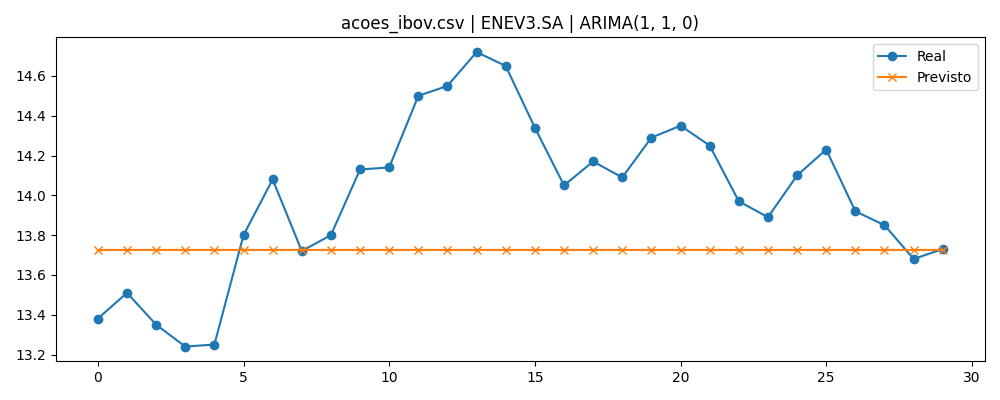 acoes_ibov.csv | ENEV3.SA | ARIMA(1, 1, 0)
Real
Previsto
14.6
14.4
14.2
14.0
13.8
13.6
13.4
13.2
0 5 10 15 20 25 30